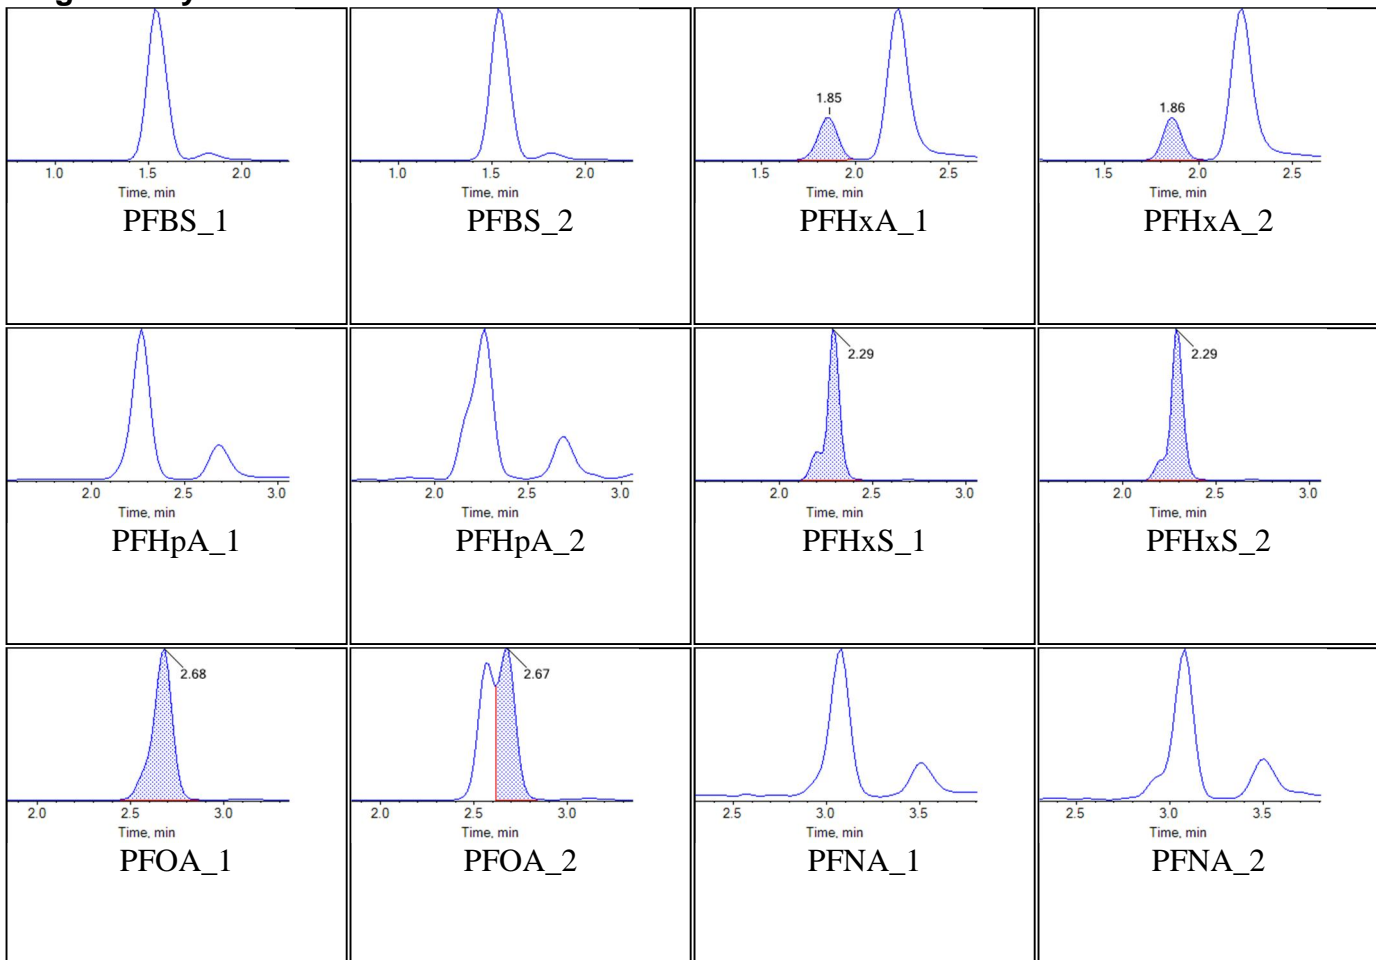 1.0 1.5 2.0
Time, min
PFBS_1
1.0 1.5 2.0
Time, min
PFBS_2
1.85
1.5 2.0 2.5
Time, min
PFHxA_1
1.86
1.5 2.0 2.5
Time, min
PFHxA_2
2.0 2.5 3.0
Time, min
PFHpA_1
2.0 2.5 3.0
Time, min
PFHpA_2
2.29
2.0 2.5 3.0
Time, min
PFHxS_1
2.29
2.0 2.5 3.0
Time, min
PFHxS_2
2.68
2.0 2.5 3.0
Time, min
PFOA_1
2.67
2.0 2.5 3.0
Time, min
PFOA_2
2.5 3.0 3.5
Time, min
PFNA_1
2.5 3.0 3.5
Time, min
PFNA_2